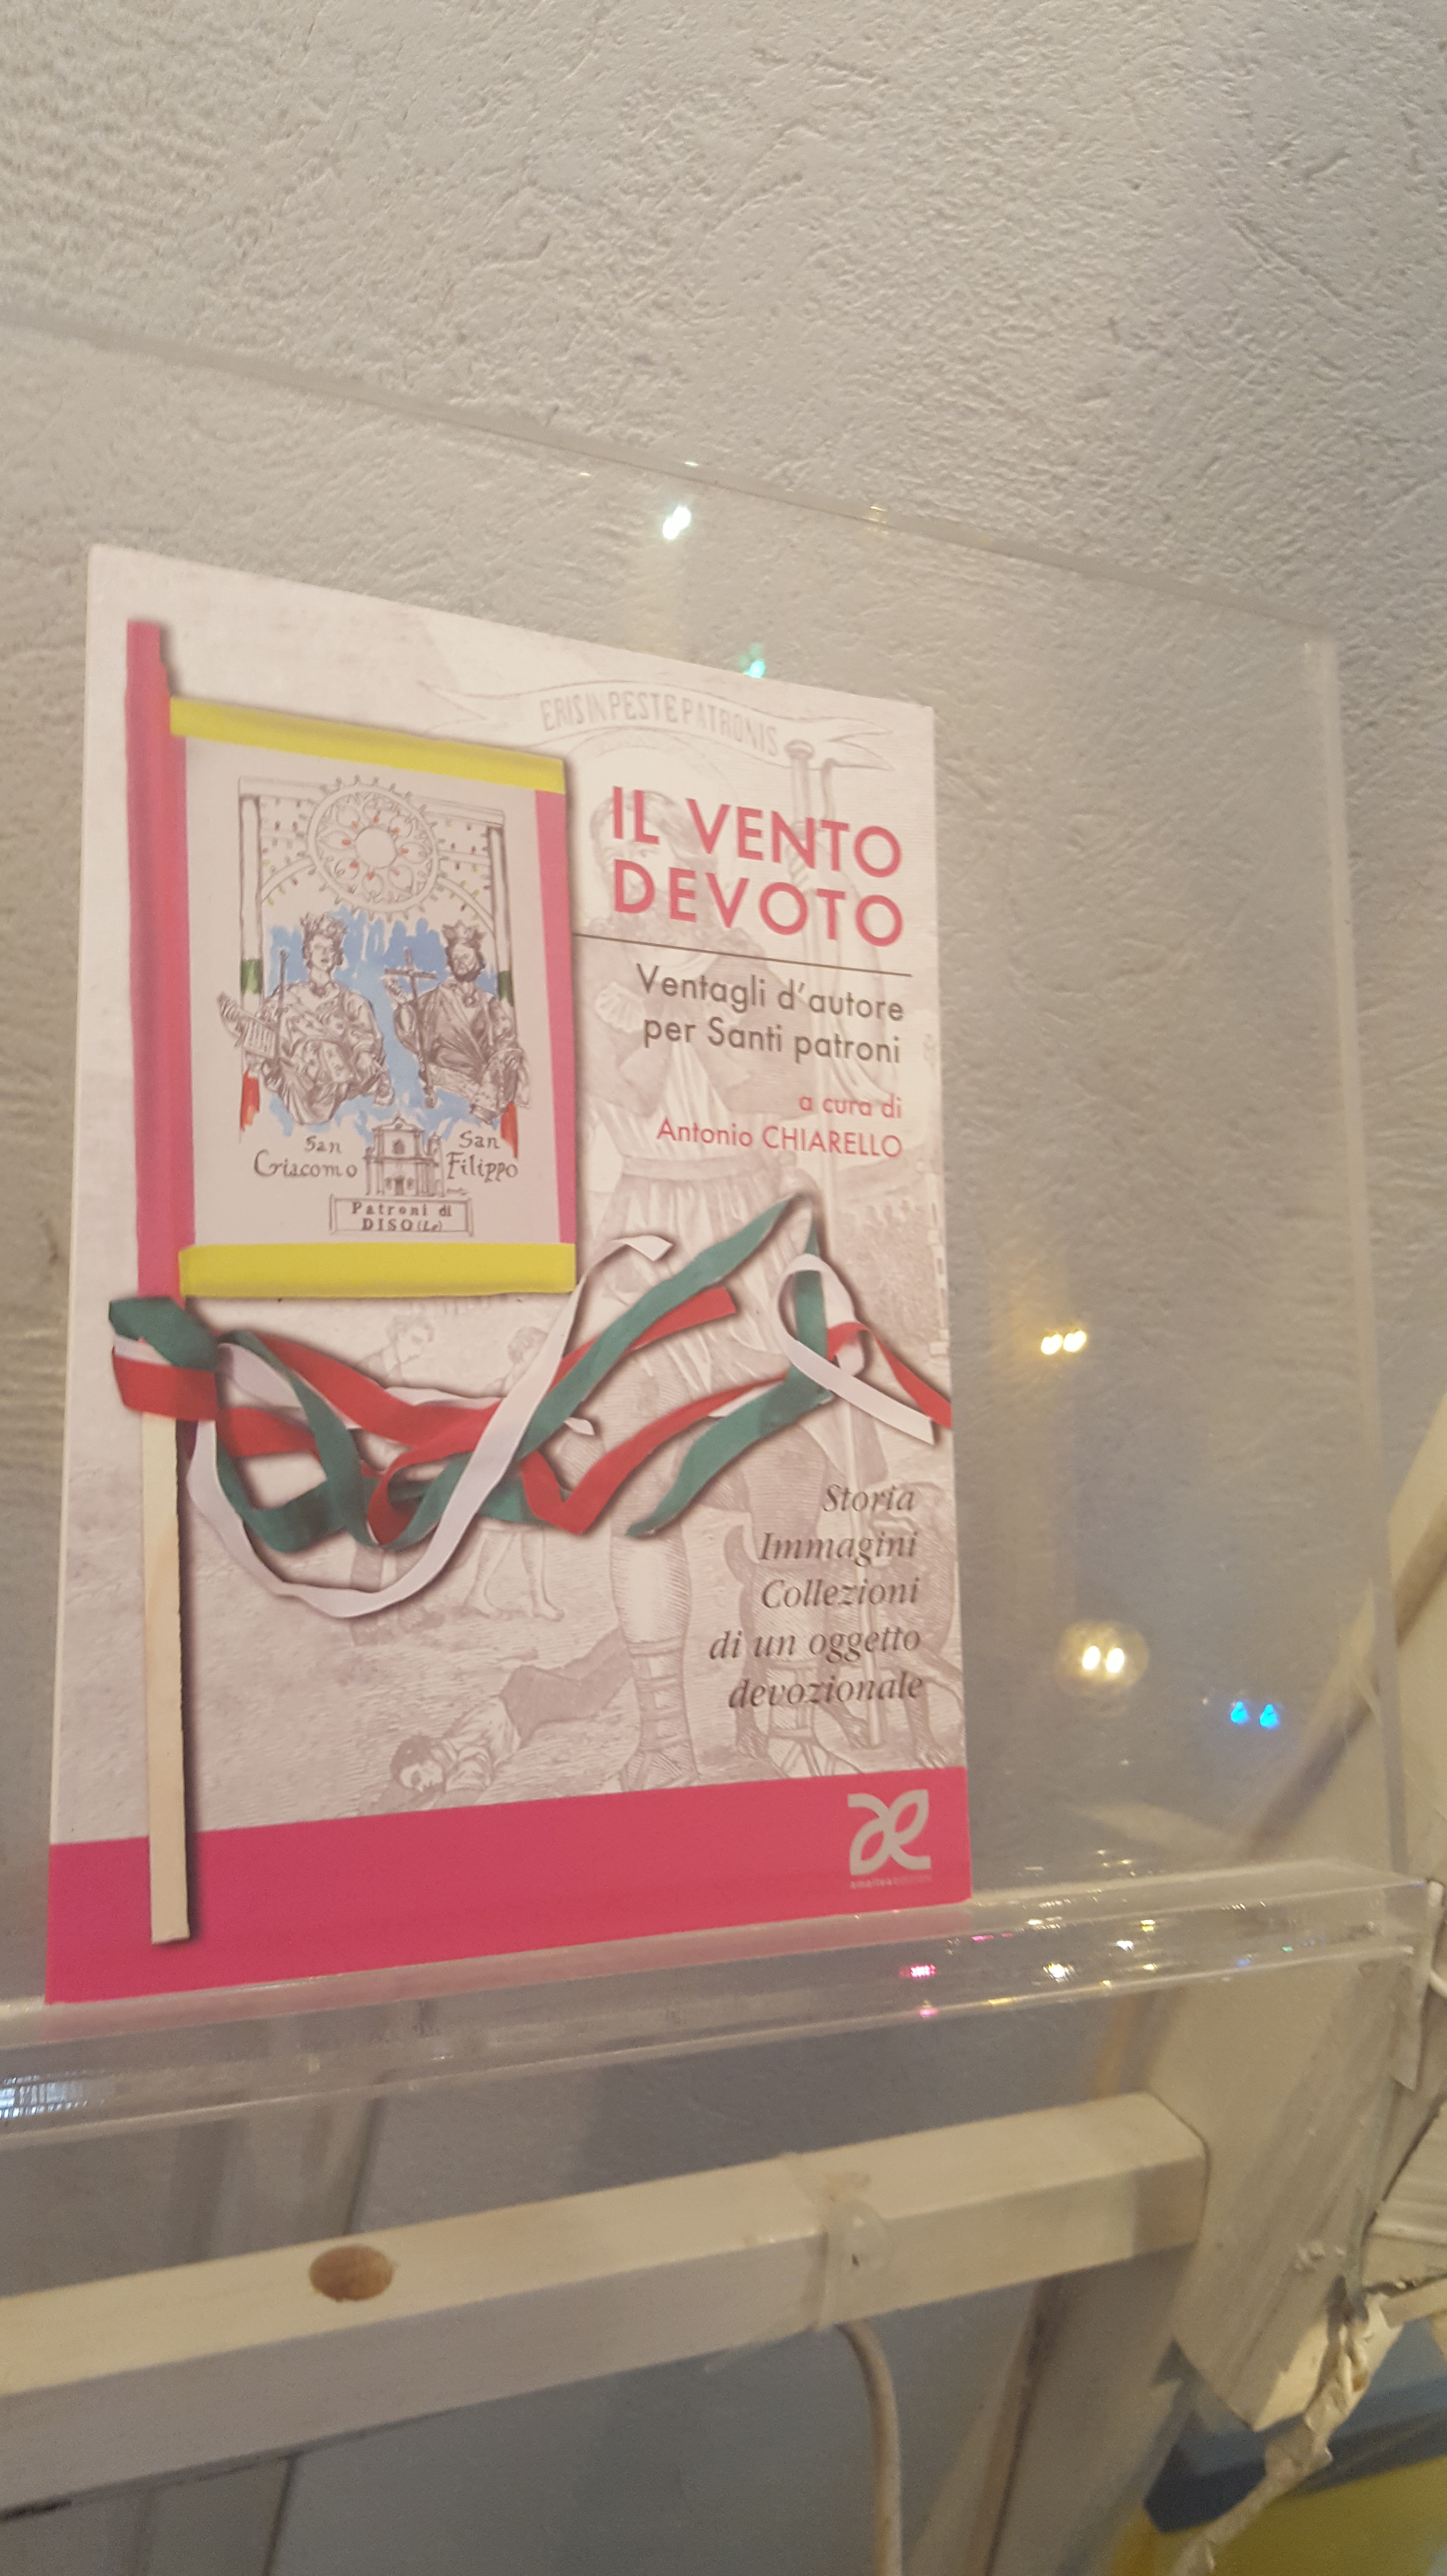 ERIS IN PESTE PATRONIS
IL VENTO
DEVOTO
Ventagli d'autore
per Santi patroni
a cura di
Antonio CHIARELLO
San
Giacomo
San
Filippo
Patroni di
DISO (Le)
Storia
Immagini
Collezioni
di un oggetto
devozionale
æ